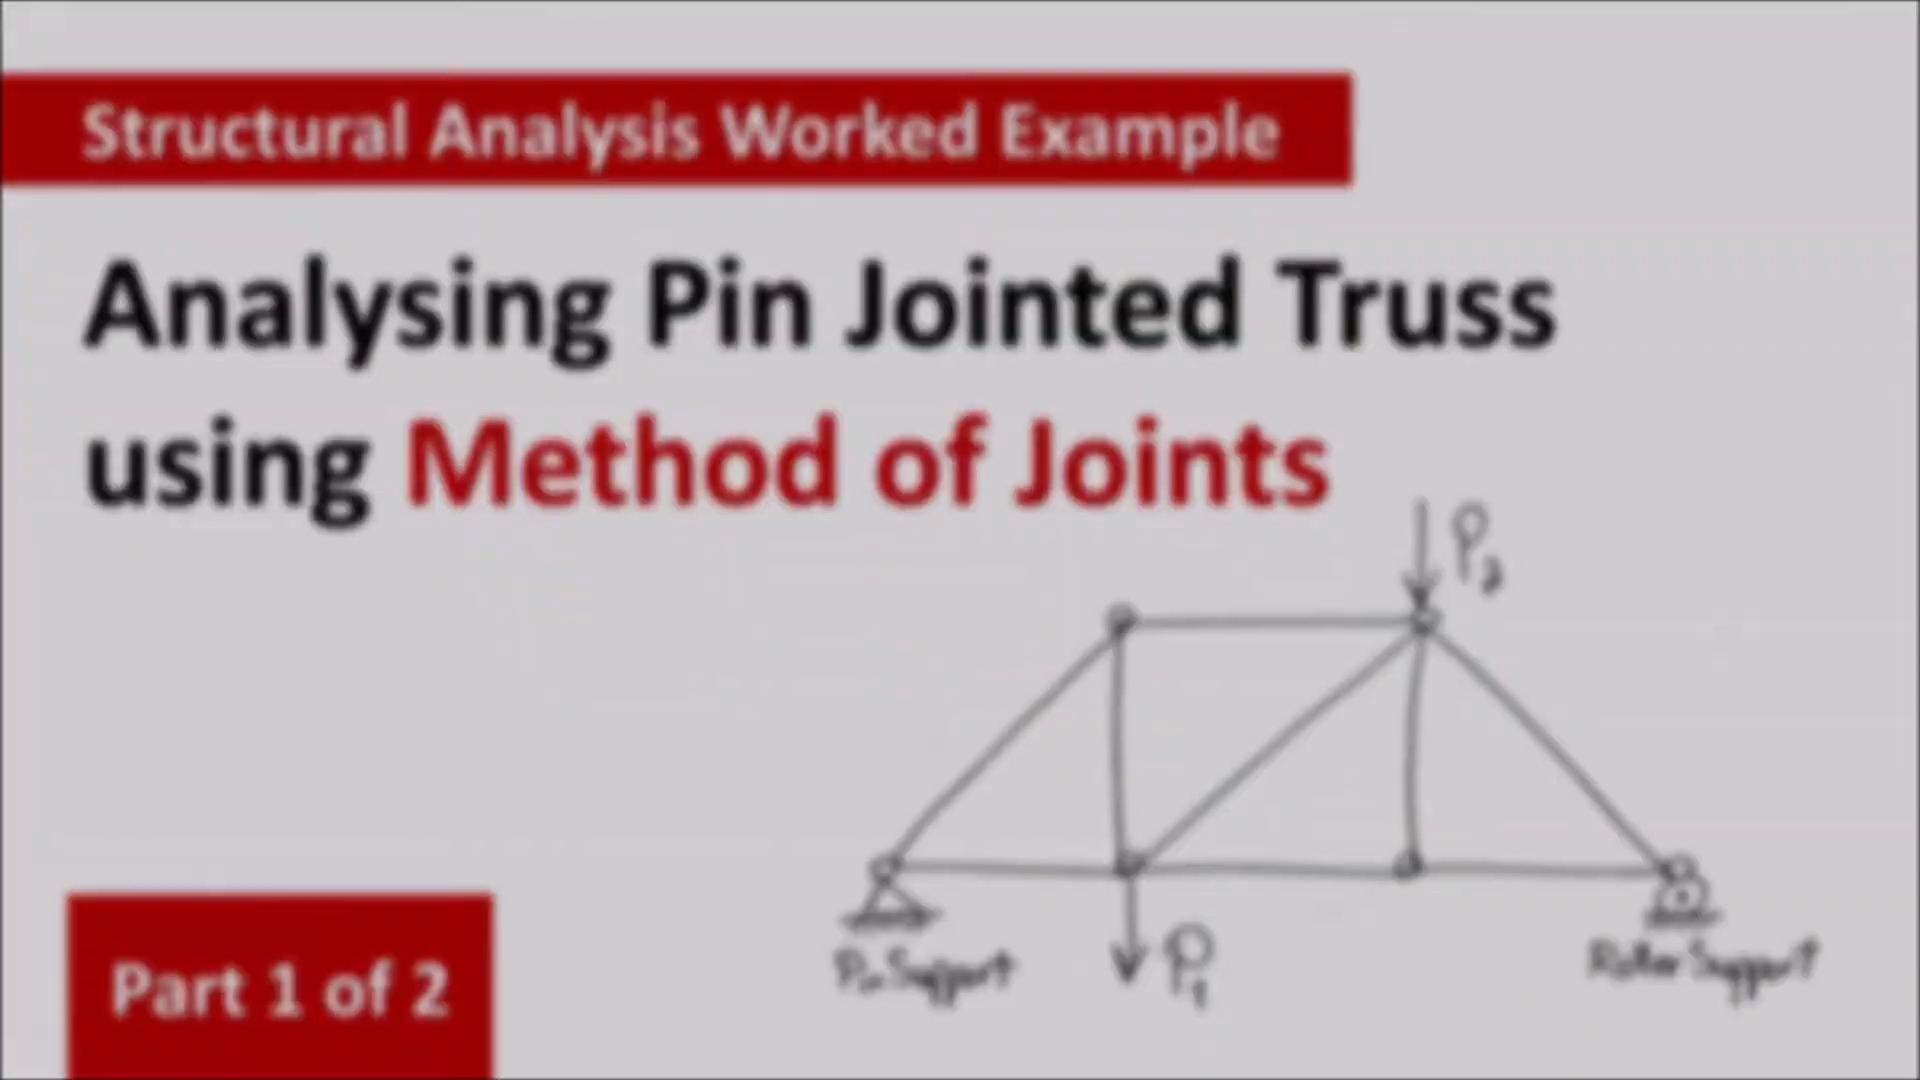 Structural Analysis Worked Example
Analysing Pin Jointed Truss
using Method of Joints
P₂
Pin Support
P₁
Roller Support
Part 1 of 2